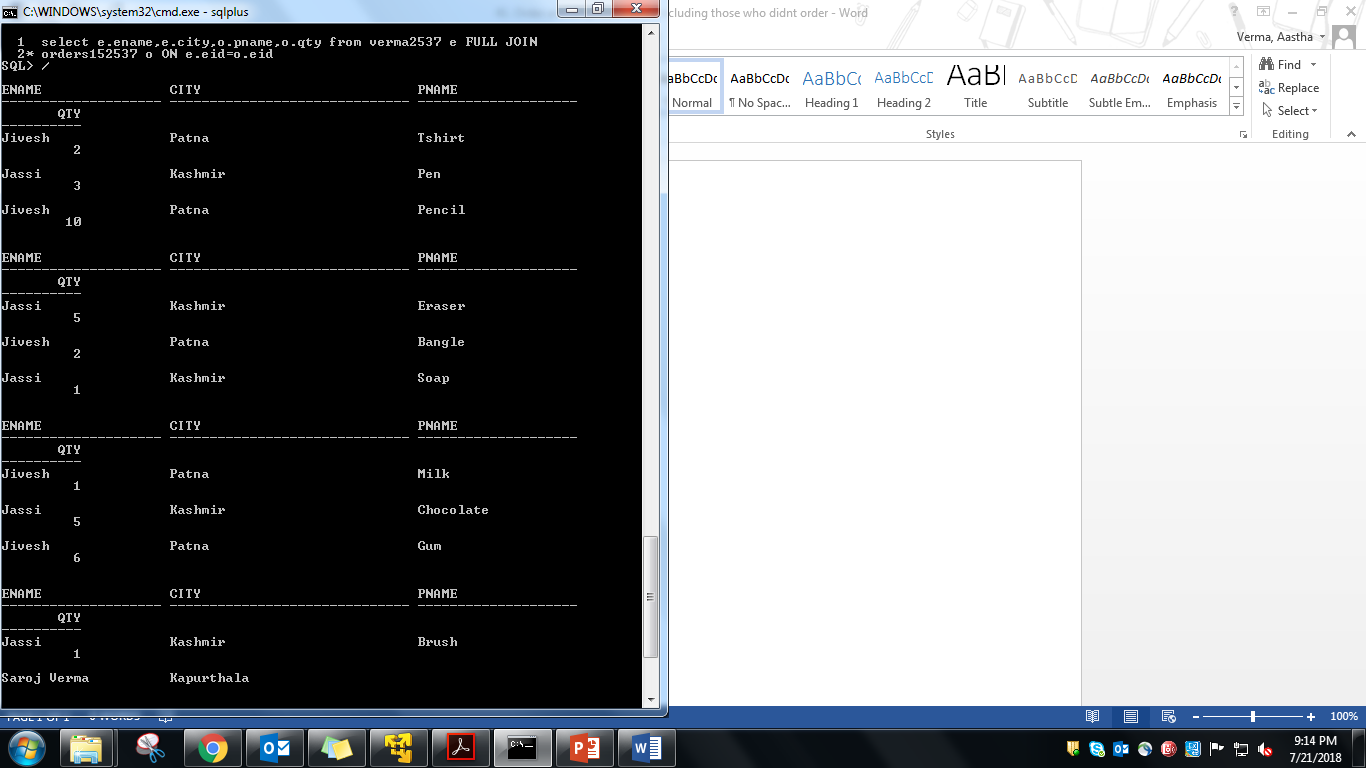 C:\WINDOWS\system32\cmd.exe - sqlplus
1 select e.ename,e.city,o.pname,o.qty from verma2537 e FULL JOIN
2* orders152537 o ON e.eid=o.eid
SQL> /
ENAME CITY PNAME
QTY
Jivesh Patna Tshirt
2
Jassi Kashmir Pen
3
Jivesh Patna Pencil
10
ENAME CITY PNAME
QTY
Jassi Kashmir Eraser
5
Jivesh Patna Bangle
2
Jassi Kashmir Soap
1
ENAME CITY PNAME
QTY
Jivesh Patna Milk
1
Jassi Kashmir Chocolate
5
Jivesh Patna Gum
6
ENAME CITY PNAME
QTY
Jassi Kashmir Brush
1
Saroj Verma Kapurthala
cluding those who didnt order - Word
Verma, Aastha
AaBbCcDc AaBbCcDc AaBbCc AaBbCcD AaBl AaBbCcD AaBbCcDc AaBbCcDc
Normal ¶ No Spac... Heading 1 Heading 2 Title Subtitle Subtle Em... Emphasis
Styles
Find
Replace
Select
Editing
100%
9:14 PM
7/21/2018